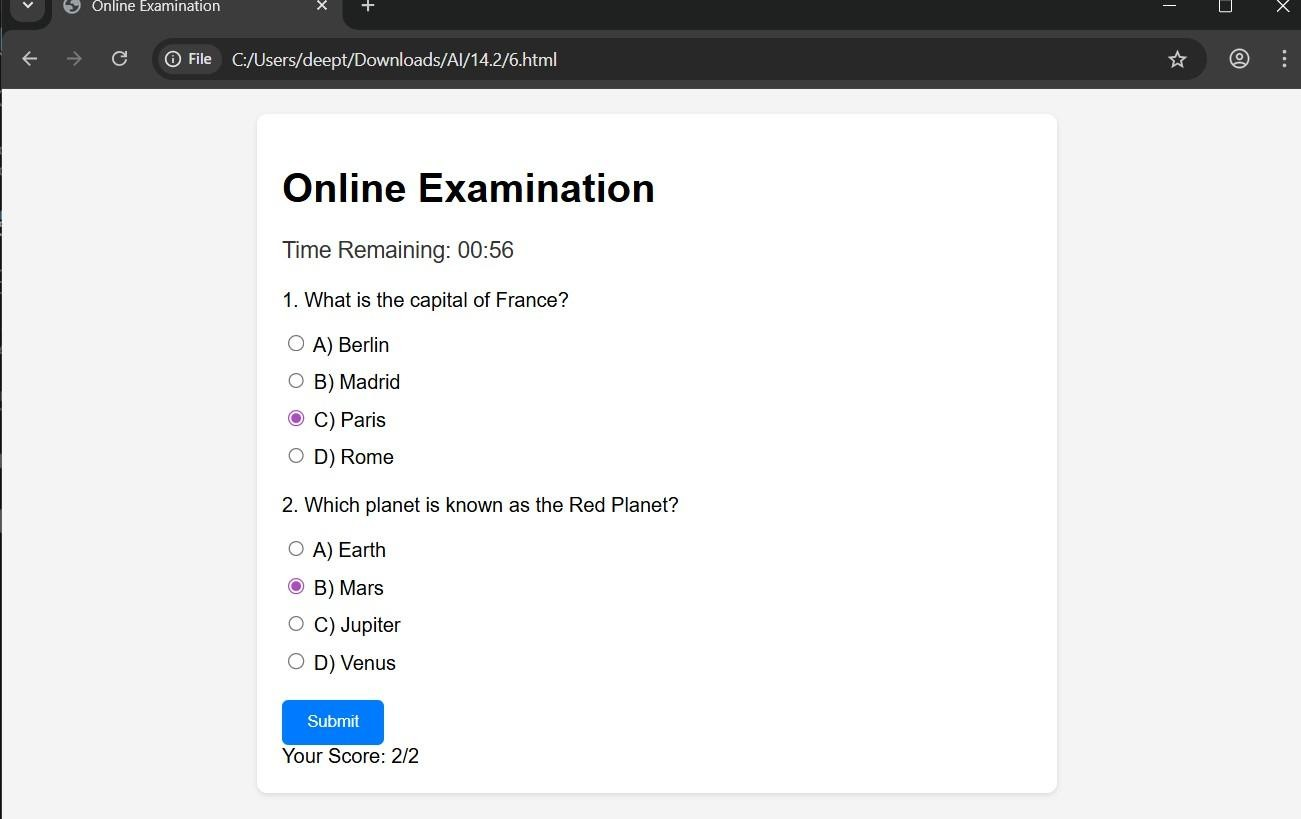 Online Examination
File C:/Users/deept/Downloads/AI/14.2/6.html
Online Examination
Time Remaining: 00:56
1. What is the capital of France?
A) Berlin
B) Madrid
C) Paris
D) Rome
2. Which planet is known as the Red Planet?
A) Earth
B) Mars
C) Jupiter
D) Venus
Submit
Your Score: 2/2